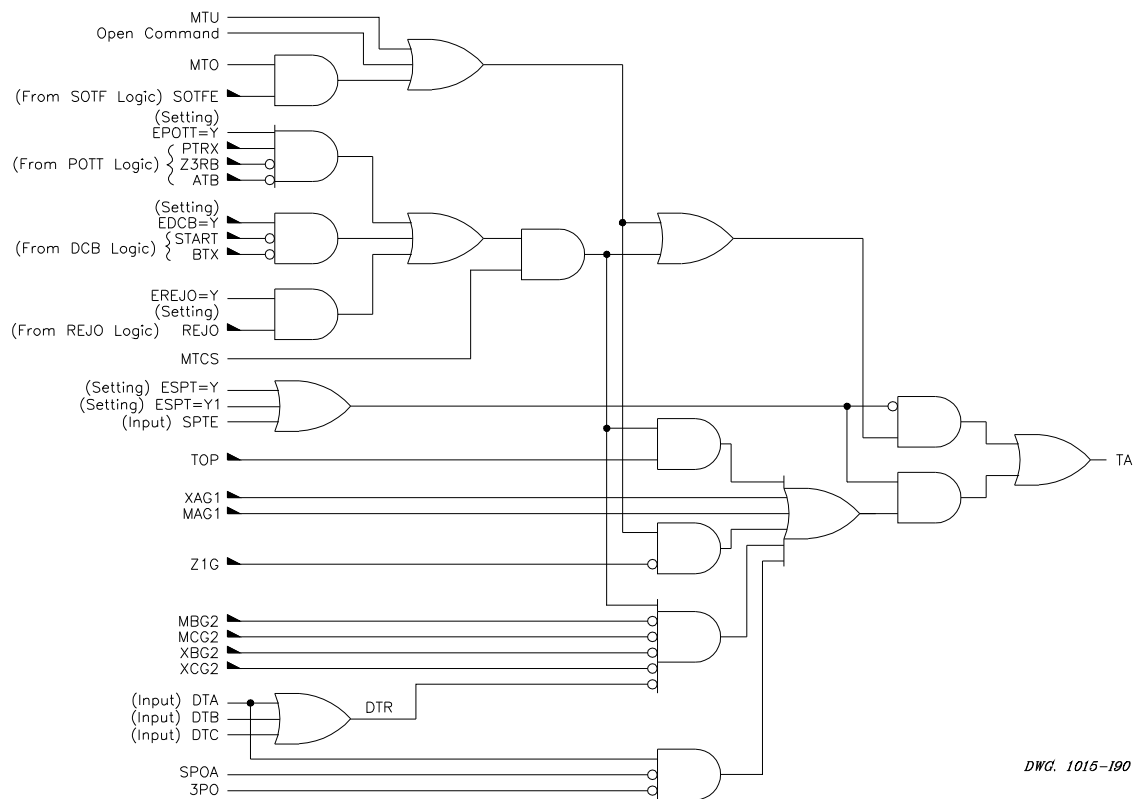 MTU
Open Command
MTO
(From SOTF Logic) SOTFE
(Setting)
EPOTT=Y
PTRX
(From POTT Logic) Z3RB
ATB
(Setting)
EDCB=Y
START
(From DCB Logic)
BTX
EREJO=Y
(Setting)
(From REJO Logic) REJO
MTCS
(Setting) ESPT=Y
(Setting) ESPT=Y1
(Input) SPTE
TOP
TA
XAG1
MAG1
Z1G
MBG2
MCG2
XBG2
XCG2
(Input) DTA
DTR
(Input) DTB
(Input) DTC
SPOA
3PO
DWG. 1015-I90